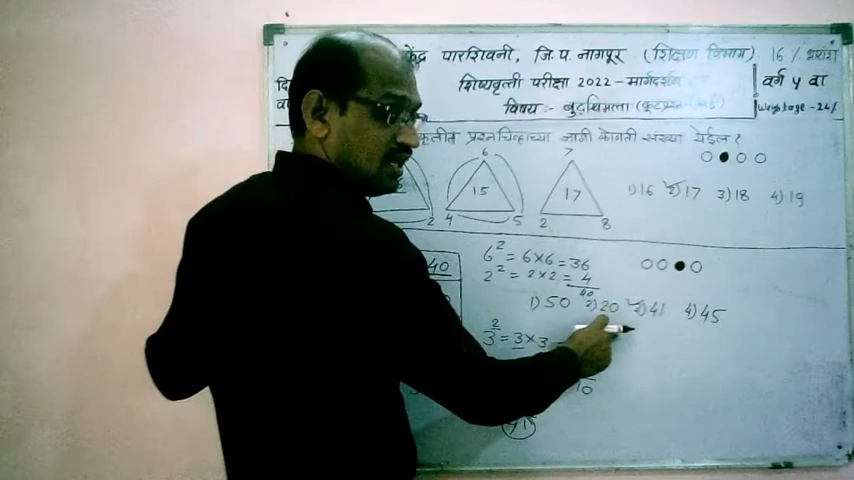 केंद्र पारशिवनी, जि.प. नागपूर (शिक्षण विभाग) 16 %
शिष्यवृत्ती परीक्षा 2022 - मार्गदर्शन वर्ग ५ वा
विषय :- बुद्धिमत्ता Weightage - 24%
प्रश्नचिन्हाच्या जागी कोणती संख्या येईल ?
6 7
15 17
2 4 5 2 8
1) 16 2) 17 3) 18 4) 19
40
6² = 6×6 = 36
2² = 2×2 = 4
40
1) 50 2) 20 3) 41 4) 45
3² = 3×3
10
41